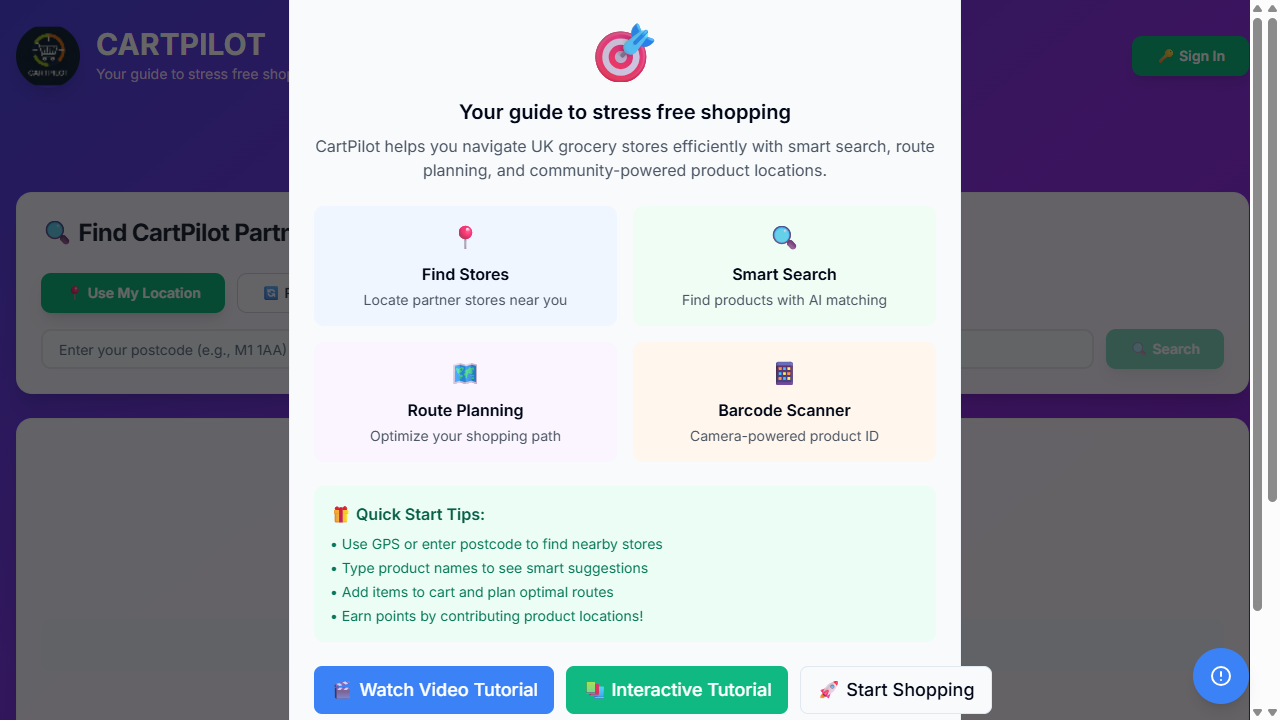 CARTPILOT
Your guide to stress free shop
CARTPILOT
Sign In
Your guide to stress free shopping
CartPilot helps you navigate UK grocery stores efficiently with smart search, route
planning, and community-powered product locations.
Find CartPilot Partn
Use My Location
Enter your postcode (e.g., M1 1AA)
Search
Find Stores
Locate partner stores near you
Smart Search
Find products with AI matching
Route Planning
Optimize your shopping path
Barcode Scanner
Camera-powered product ID
Quick Start Tips:
• Use GPS or enter postcode to find nearby stores
• Type product names to see smart suggestions
• Add items to cart and plan optimal routes
• Earn points by contributing product locations!
Watch Video Tutorial
Interactive Tutorial
Start Shopping